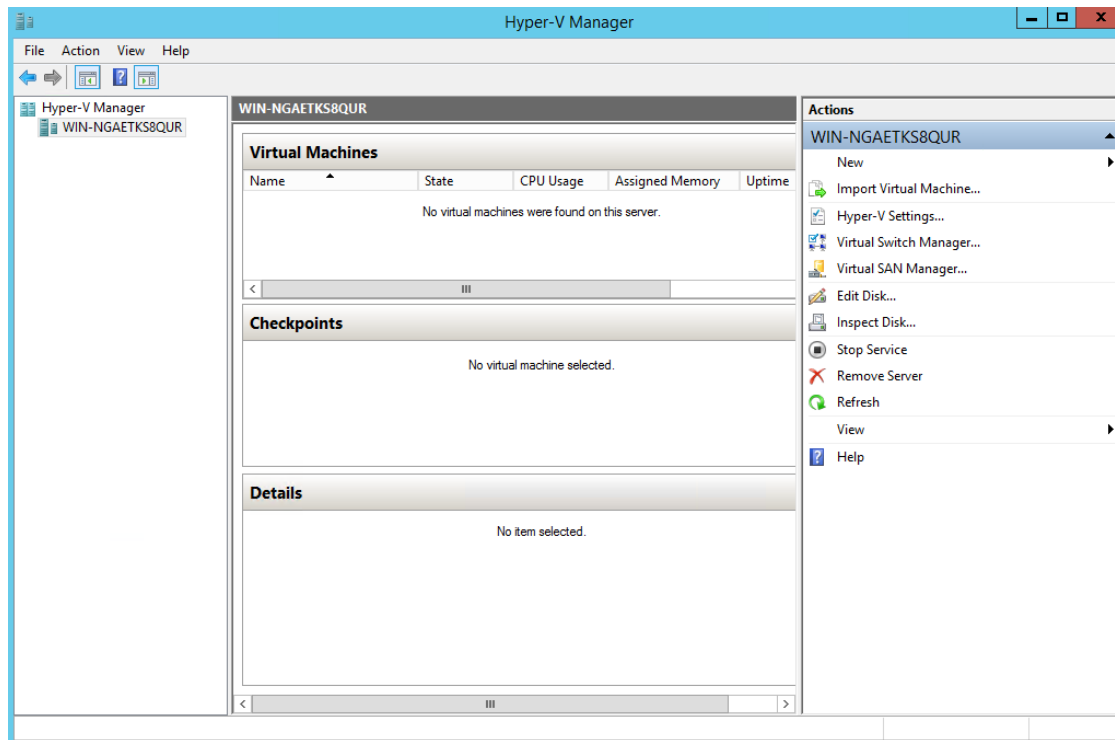 Hyper-V Manager
File Action View Help
Hyper-V Manager
WIN-NGAETKS8QUR
WIN-NGAETKS8QUR
Virtual Machines
Name State CPU Usage Assigned Memory Uptime
No virtual machines were found on this server.
Checkpoints
No virtual machine selected.
Details
No item selected.
Actions
WIN-NGAETKS8QUR
New
Import Virtual Machine...
Hyper-V Settings...
Virtual Switch Manager...
Virtual SAN Manager...
Edit Disk...
Inspect Disk...
Stop Service
Remove Server
Refresh
View
Help